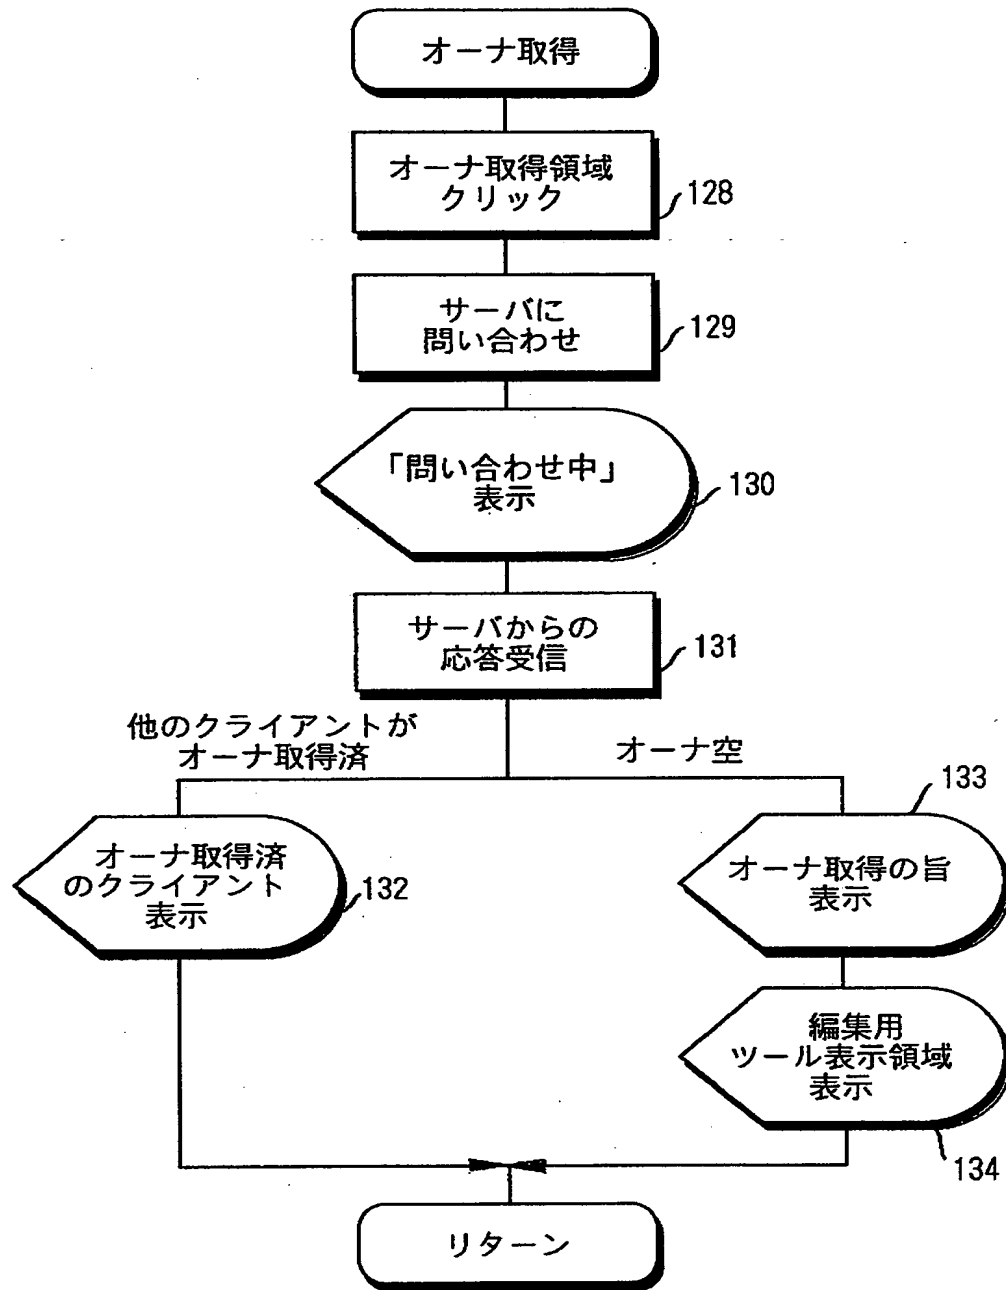 オーナ取得
オーナ取得領域
クリック
128
サーバに
問い合わせ
129
「問い合わせ中」
表示
130
サーバからの
応答受信
131
他のクライアントが
オーナ取得済
オーナ空
オーナ取得済
のクライアント
表示
132
133
オーナ取得の旨
表示
編集用
ツール表示領域
表示
134
リターン